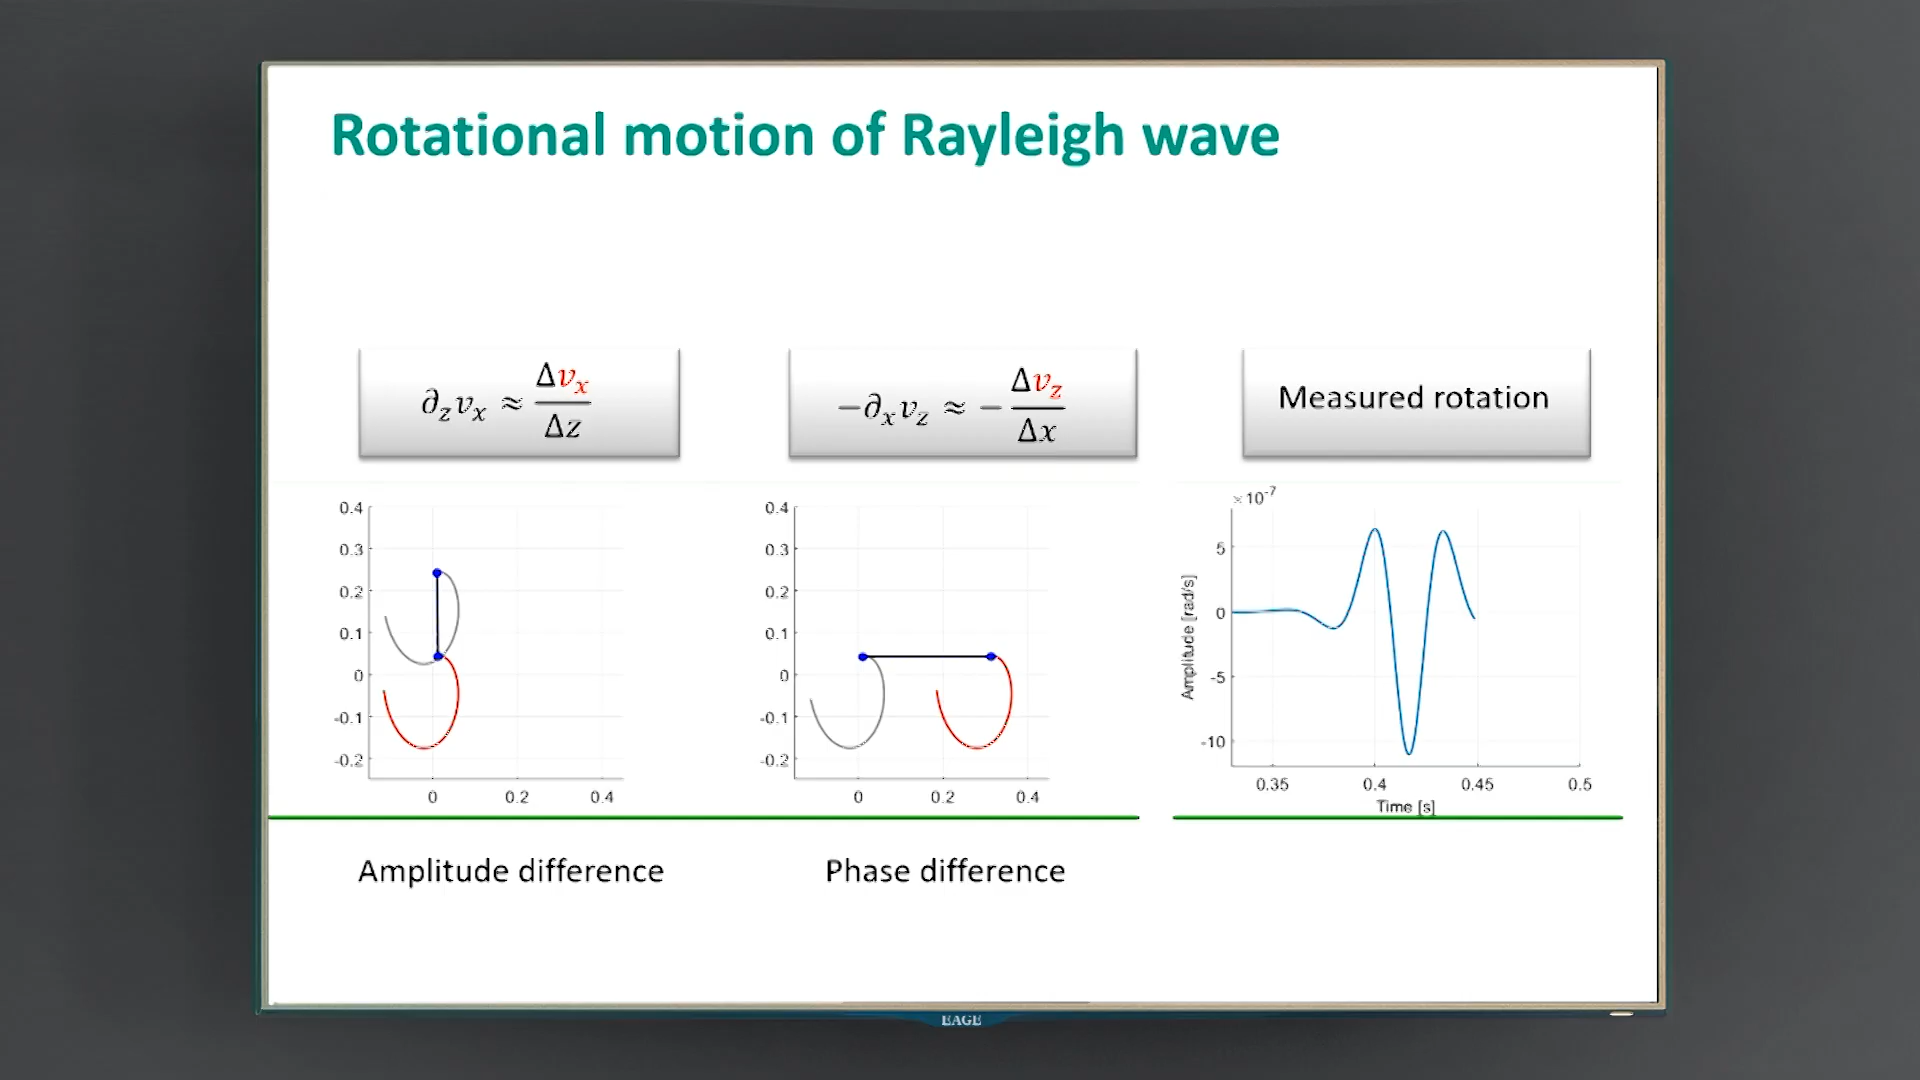 Rotational motion of Rayleigh wave
∂zvx ≈ Δvx/Δz
−∂xvz ≈ −Δvz/Δx
Measured rotation
0.4
0.3
0.2
0.1
0
-0.1
-0.2
0 0.2 0.4
0.4
0.3
0.2
0.1
0
-0.1
-0.2
0 0.2 0.4
×10-7
5
0
-5
-10
Amplitude [rad/s]
0.35 0.4 0.45 0.5
Time [s]
Amplitude difference
Phase difference
EAGE